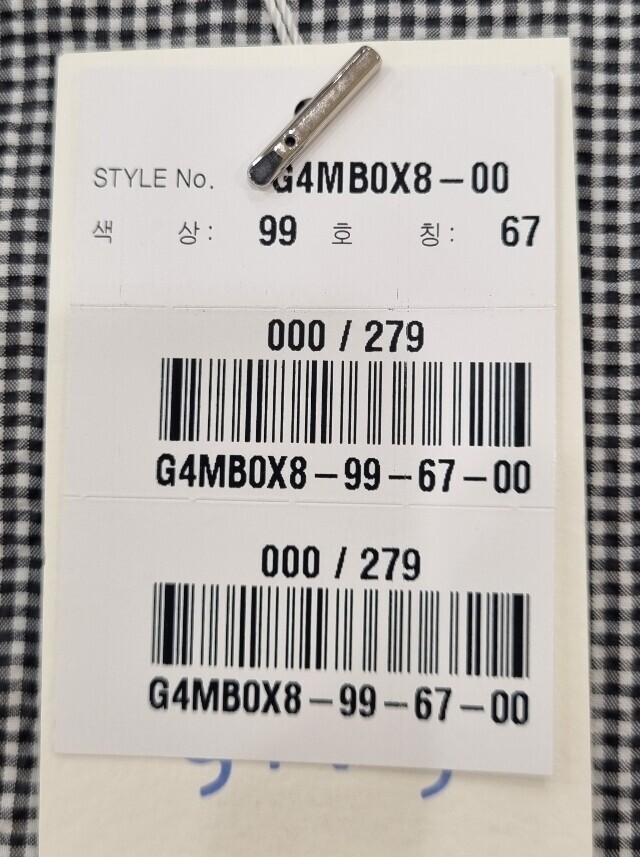 STYLE No. G4MB0X8-00
색 상: 99 호 칭: 67
000 / 279
G4MB0X8-99-67-00
000 / 279
G4MB0X8-99-67-00